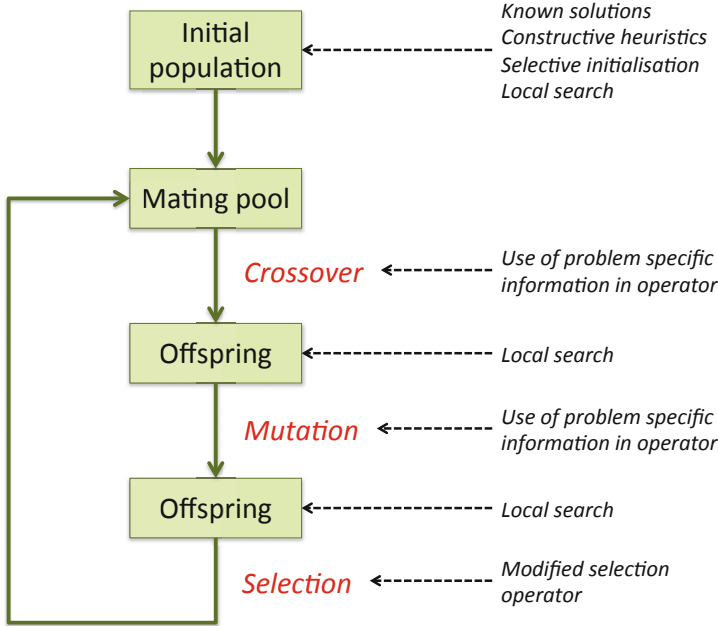 Initial
population
Known solutions
Constructive heuristics
Selective initialisation
Local search
Mating pool
Crossover
Use of problem specific
information in operator
Offspring
Local search
Mutation
Use of problem specific
information in operator
Offspring
Local search
Selection
Modified selection
operator